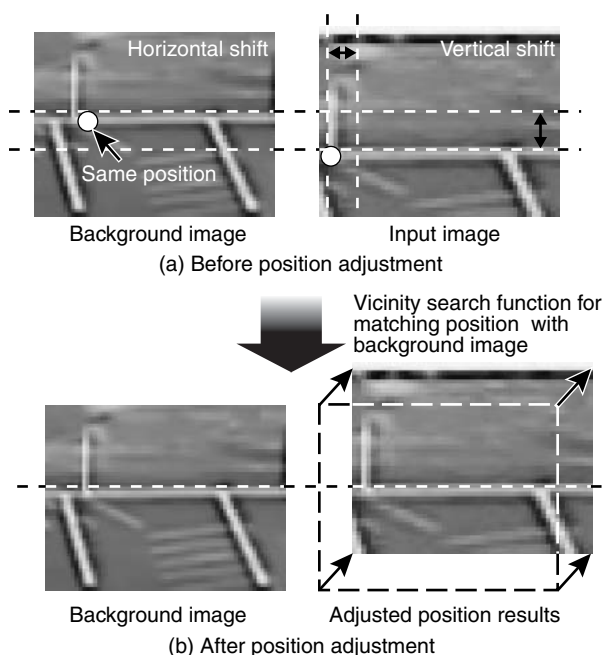 Horizontal shift
Vertical shift
Same position
Background image
Input image
(a) Before position adjustment
Vicinity search function for
matching position with
background image
Background image
Adjusted position results
(b) After position adjustment